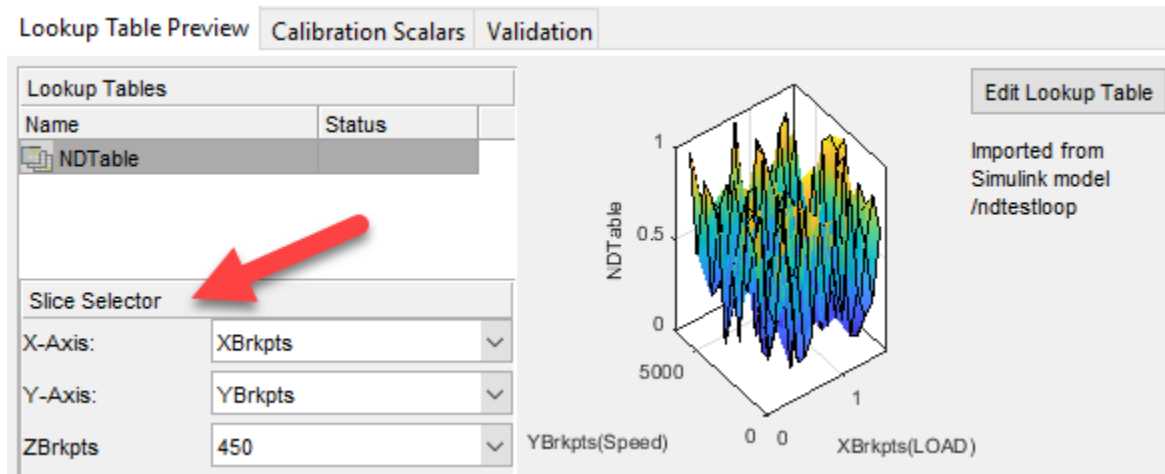 Lookup Table Preview Calibration Scalars Validation
Lookup Tables
Name Status
NDTable
Slice Selector
X-Axis: XBrkpts
Y-Axis: YBrkpts
ZBrkpts 450
1
0.5
0
NDTable
5000
0
YBrkpts(Speed)
0
1
XBrkpts(LOAD)
Edit Lookup Table
Imported from
Simulink model
/ndtestloop